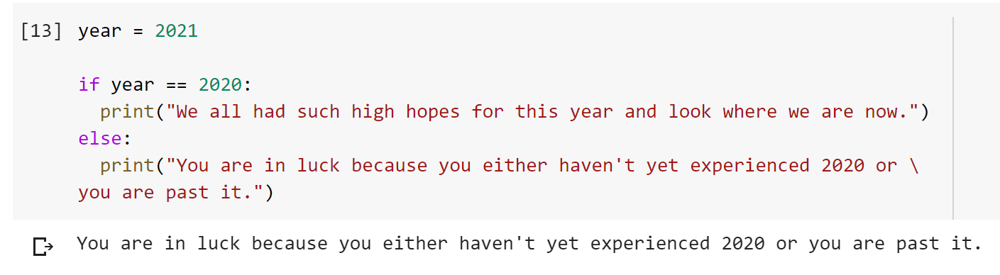 [13] year = 2021
if year == 2020:
  print("We all had such high hopes for this year and look where we are now.")
else:
  print("You are in luck because you either haven't yet experienced 2020 or \
you are past it.")
You are in luck because you either haven't yet experienced 2020 or you are past it.